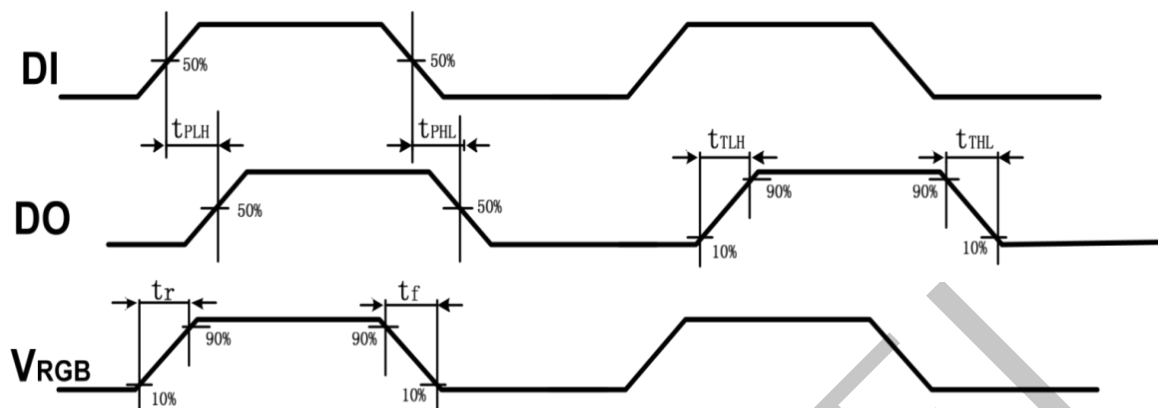 DI 50% 50%
tPLH tPHL tTLH tTHL
DO 50% 50% 90% 90%
10% 10%
tr tf
VRGB 90% 90%
10% 10%